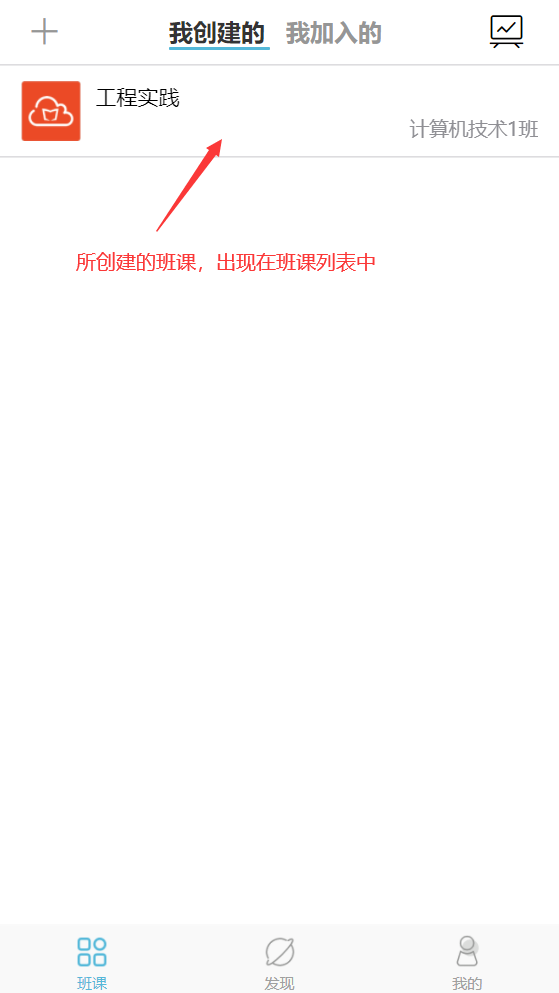 我创建的 我加入的
工程实践
计算机技术1班
所创建的班课，出现在班课列表中
班课 发现 我的